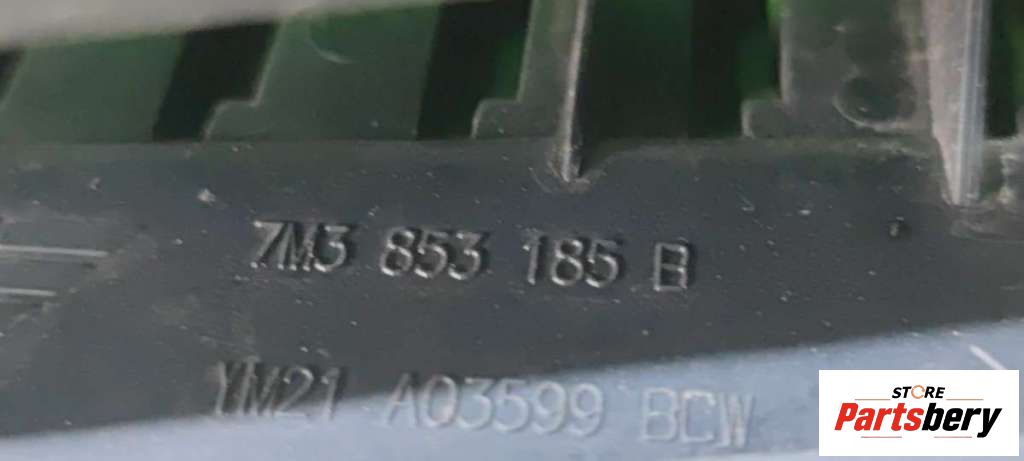 7M3 853 185 B
YM21 A03599 BCW
STORE
Partsbery